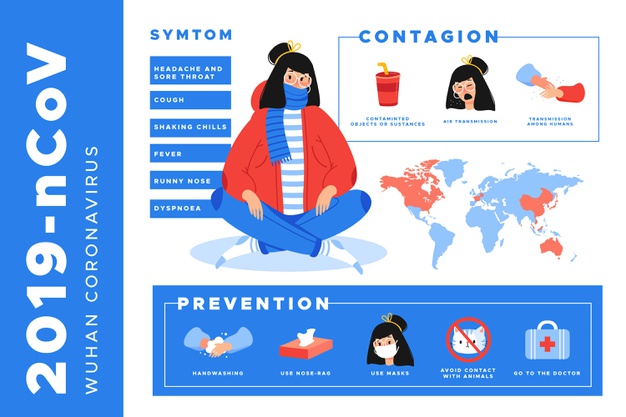 2019-nCoV
WUHAN CORONAVIRUS
SYMTOM
HEADACHE AND
SORE THROAT
COUGH
SHAKING CHILLS
FEVER
RUNNY NOSE
DYSPNOEA
CONTAGION
CONTAMINTED
OBJECTS OR SUSTANCES
AIR TRANSMISSION
TRANSMISSION
AMONG HUMANS
PREVENTION
HANDWASHING
USE NOSE-RAG
USE MASKS
AVOID CONTACT
WITH ANIMALS
GO TO THE DOCTOR